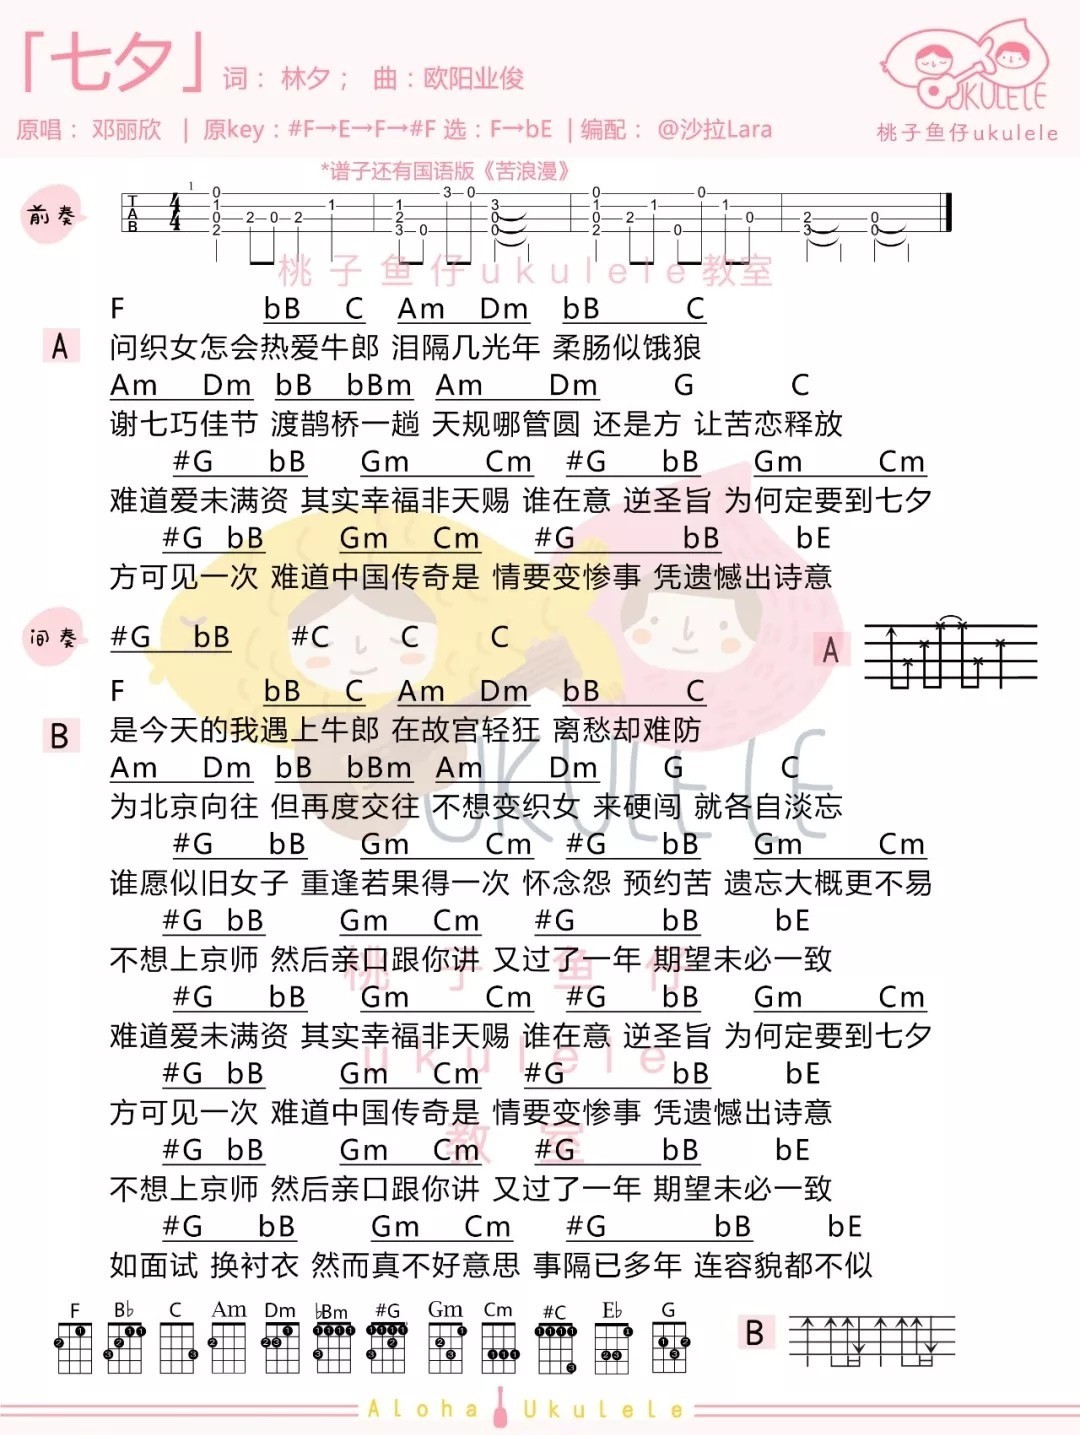 「七夕」 词： 林夕； 曲：欧阳业俊
UKULELE
桃子鱼仔ukulele
原唱： 邓丽欣 | 原key：#F→E→F→#F 选：F→bE | 编配： @沙拉Lara
*谱子还有国语版《苦浪漫》
前奏
桃子鱼仔ukulele教室
F bB C Am Dm bB C
A 问织女怎会热爱牛郎 泪隔几光年 柔肠似饿狼
Am Dm bB bBm Am Dm G C
谢七巧佳节 渡鹊桥一趟 天规哪管圆 还是方 让苦恋释放
#G bB Gm Cm #G bB Gm Cm
难道爱未满资 其实幸福非天赐 谁在意 逆圣旨 为何定要到七夕
#G bB Gm Cm #G bB bE
方可见一次 难道中国传奇是 情要变惨事 凭遗憾出诗意
间奏 #G bB #C C C
A
F bB C Am Dm bB C
B 是今天的我遇上牛郎 在故宫轻狂 离愁却难防
Am Dm bB bBm Am Dm G C
为北京向往 但再度交往 不想变织女 来硬闯 就各自淡忘
UKULELE
#G bB Gm Cm #G bB Gm Cm
谁愿似旧女子 重逢若果得一次 怀念怨 预约苦 遗忘大概更不易
#G bB Gm Cm #G bB bE
不想上京师 然后亲口跟你讲 又过了一年 期望未必一致
桃子鱼仔
#G bB Gm Cm #G bB Gm Cm
难道爱未满资 其实幸福非天赐 谁在意 逆圣旨 为何定要到七夕
ukulele
#G bB Gm Cm #G bB bE
方可见一次 难道中国传奇是 情要变惨事 凭遗憾出诗意
教室
#G bB Gm Cm #G bB bE
不想上京师 然后亲口跟你讲 又过了一年 期望未必一致
#G bB Gm Cm #G bB bE
如面试 换衬衣 然而真不好意思 事隔已多年 连容貌都不似
F B♭ C Am Dm ♭Bm #G Gm Cm #C E♭ G
B
Aloha Ukulele